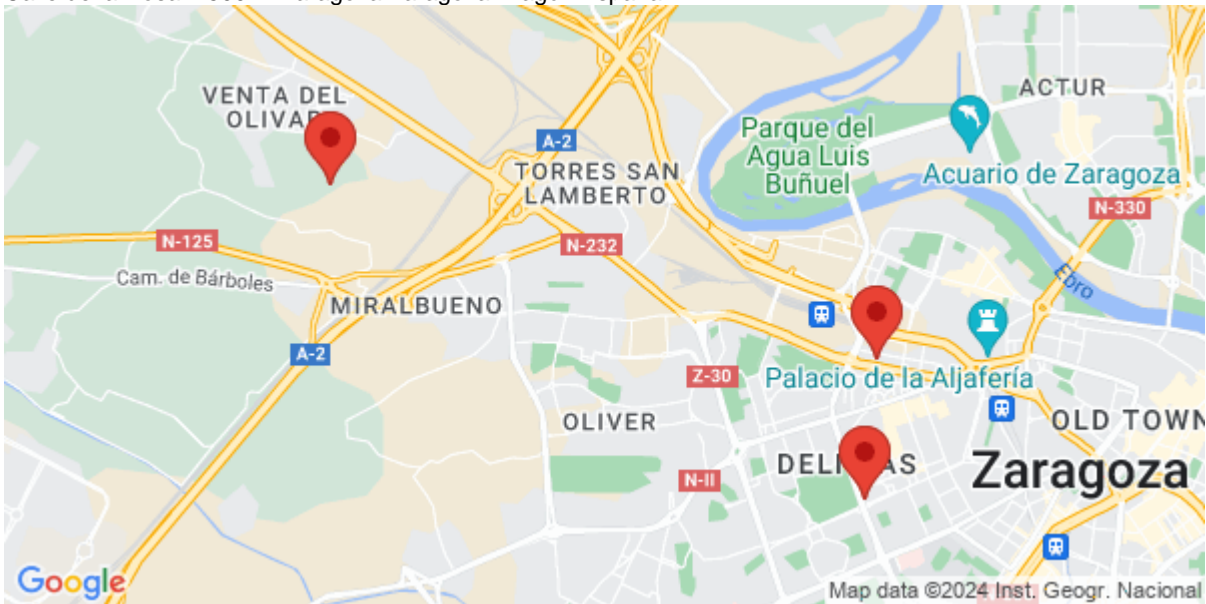 ACTUR
VENTA DEL
Parque del
Agua Luis
Buñuel
A-2
TORRES SAN
LAMBERTO
Acuario de Zaragoza
N-330
N-125
N-232
Cam. de Bárboles
Ebro
MIRALBUENO
A-2
Z-30
Palacio de la Aljafería
OLIVER
OLD TOWN
Zaragoza
N-II
Google
Map data ©2024 Inst. Geogr. Nacional